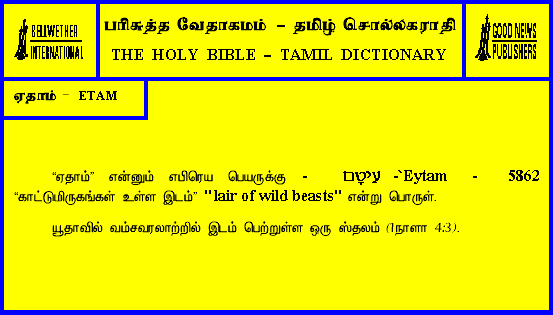 BELLWETHER
INTERNATIONAL
பரிசுத்த வேதாகமம் – தமிழ் சொல்லகராதி
THE HOLY BIBLE – TAMIL DICTIONARY
GOOD NEWS
PUBLISHERS
ஏதாம் – ETAM
“ஏதாம்” என்னும் எபிரெய பெயருக்கு - עיטם -`Eytam - 5862
“காட்டுமிருகங்கள் உள்ள இடம்” "lair of wild beasts" என்று பொருள்.
யூதாவில் வம்சவரலாற்றில் இடம் பெற்றுள்ள ஒரு ஸ்தலம் (1நாளா 4:3).